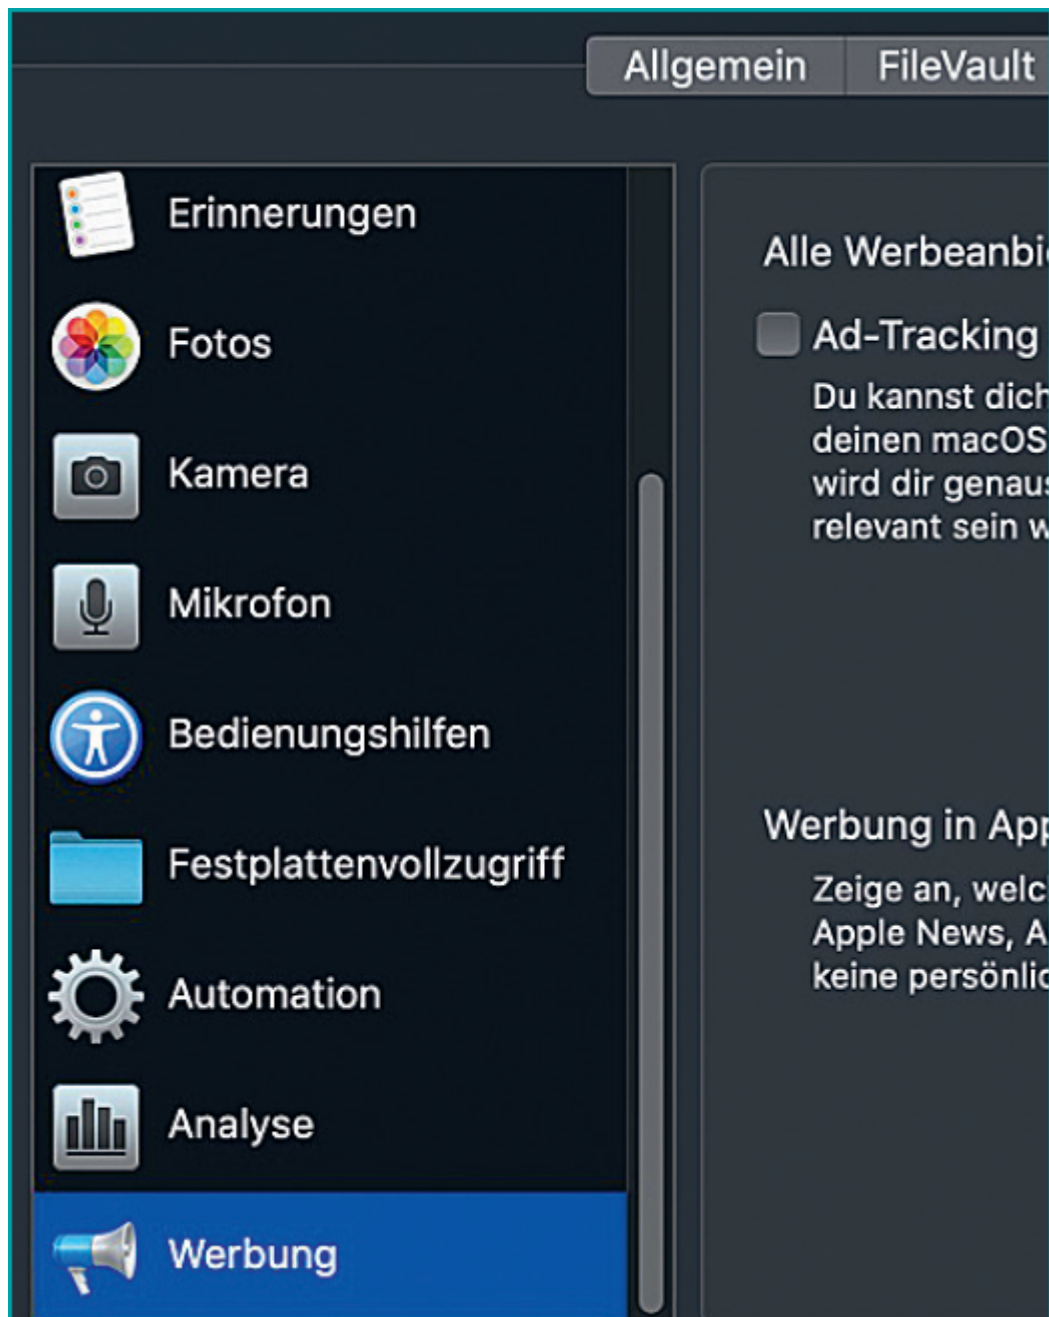 Allgemein
FileVault
Erinnerungen
Fotos
Kamera
Mikrofon
Bedienungshilfen
Festplattenvollzugriff
Automation
Analyse
Werbung
Alle
Ad-Tracking
Du kannst dich
deinen macOS
wird dir
relevant sein
Werbung in
Zeige an,
Apple News,
keine